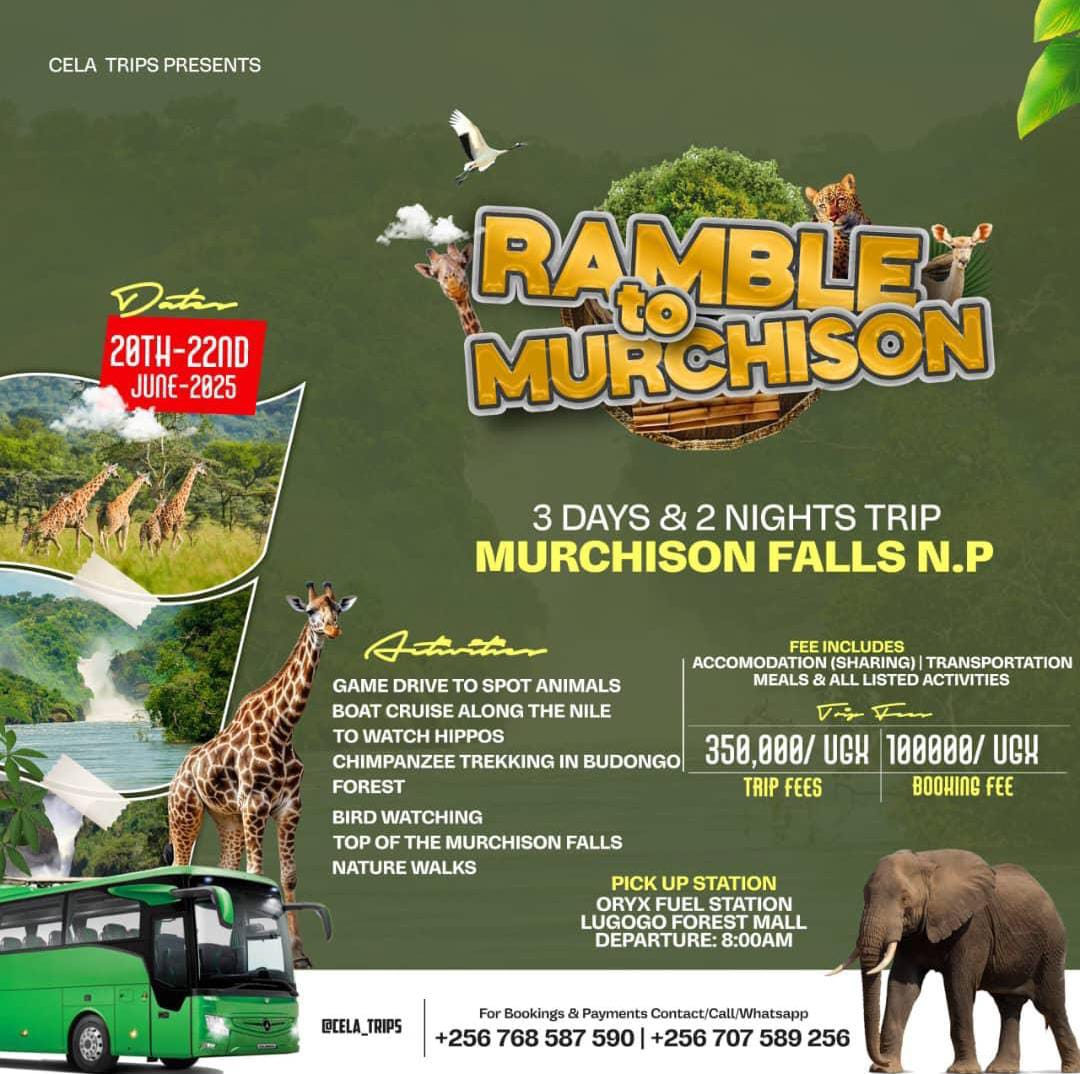 CELA TRIPS PRESENTS
RAMBLE
to
MURCHISON
Dates
20TH-22ND
JUNE-2025
3 DAYS & 2 NIGHTS TRIP
MURCHISON FALLS N.P
Activities
GAME DRIVE TO SPOT ANIMALS
BOAT CRUISE ALONG THE NILE
TO WATCH HIPPOS
CHIMPANZEE TREKKING IN BUDONGO
FOREST
BIRD WATCHING
TOP OF THE MURCHISON FALLS
NATURE WALKS
FEE INCLUDES
ACCOMODATION (SHARING) | TRANSPORTATION
MEALS & ALL LISTED ACTIVITIES
Trip Fees
350,000/ UGX
TRIP FEES
100000/ UGX
BOOKING FEE
PICK UP STATION
ORYX FUEL STATION
LUGOGO FOREST MALL
DEPARTURE: 8:00AM
@CELA_TRIPS
For Bookings & Payments Contact/Call/Whatsapp
+256 768 587 590 | +256 707 589 256